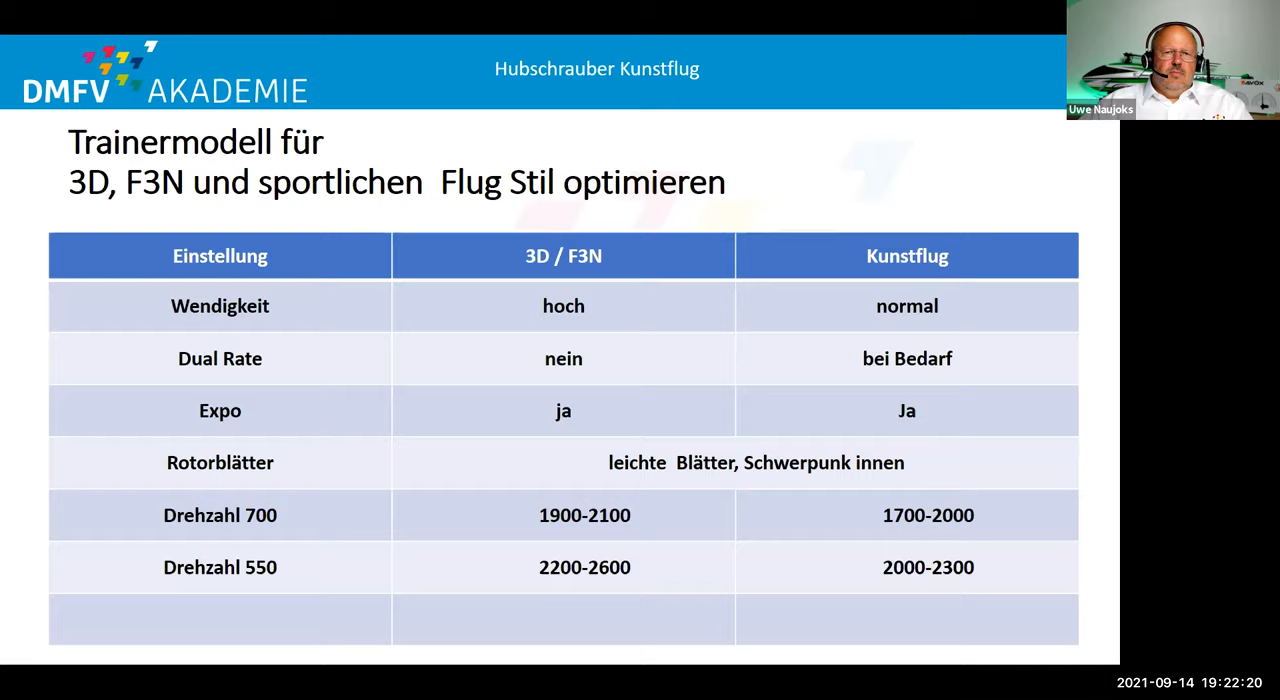 DMFV AKADEMIE
Hubschrauber Kunstflug
AVOX
Uwe Naujoks
Trainermodell für
3D, F3N und sportlichen Flug Stil optimieren
Einstellung 3D / F3N Kunstflug
Wendigkeit hoch normal
Dual Rate nein bei Bedarf
Expo ja Ja
Rotorblätter leichte Blätter, Schwerpunk innen
Drehzahl 700 1900-2100 1700-2000
Drehzahl 550 2200-2600 2000-2300
2021-09-14 19:22:20